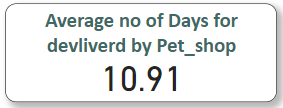 Average no of Days for
devliverd by Pet_shop
10.91